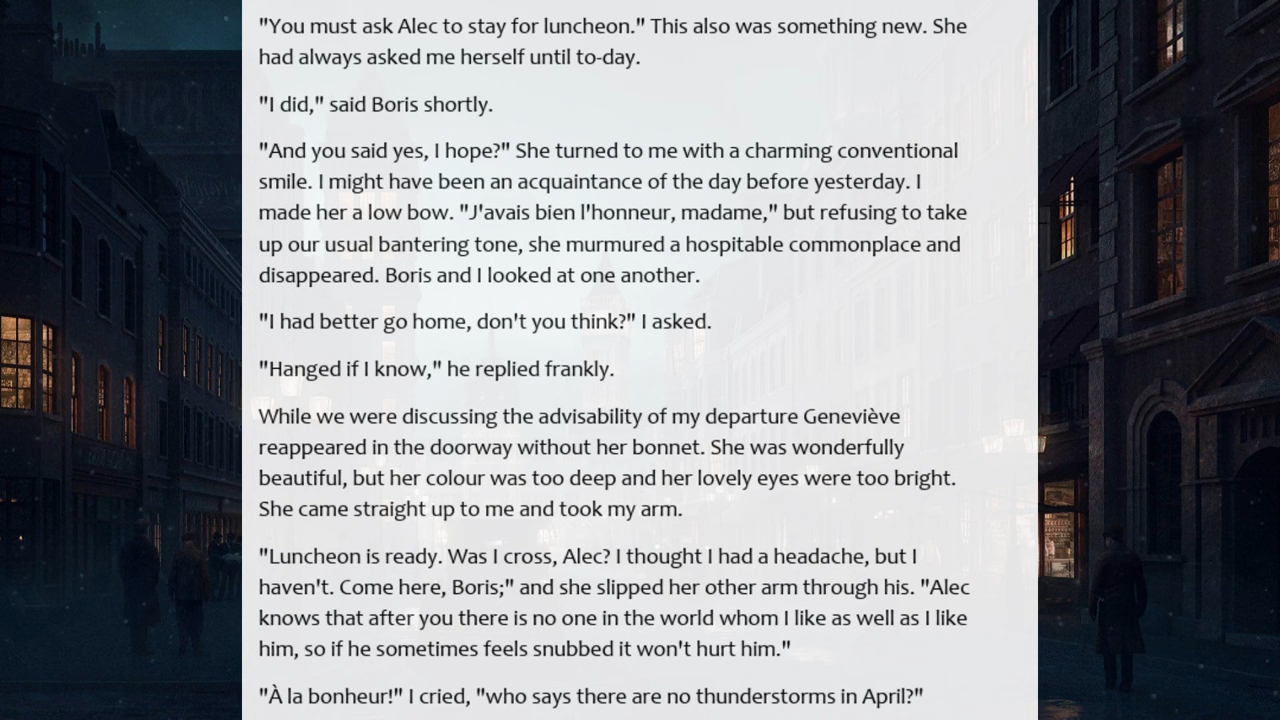 "You must ask Alec to stay for luncheon." This also was something new. She
had always asked me herself until to-day.
"I did," said Boris shortly.
"And you said yes, I hope?" She turned to me with a charming conventional
smile. I might have been an acquaintance of the day before yesterday. I
made her a low bow. "J'avais bien l'honneur, madame," but refusing to take
up our usual bantering tone, she murmured a hospitable commonplace and
disappeared. Boris and I looked at one another.
"I had better go home, don't you think?" I asked.
"Hanged if I know," he replied frankly.
While we were discussing the advisability of my departure Geneviève
reappeared in the doorway without her bonnet. She was wonderfully
beautiful, but her colour was too deep and her lovely eyes were too bright.
She came straight up to me and took my arm.
"Luncheon is ready. Was I cross, Alec? I thought I had a headache, but I
haven't. Come here, Boris;" and she slipped her other arm through his. "Alec
knows that after you there is no one in the world whom I like as well as I like
him, so if he sometimes feels snubbed it won't hurt him."
"À la bonheur!" I cried, "who says there are no thunderstorms in April?"